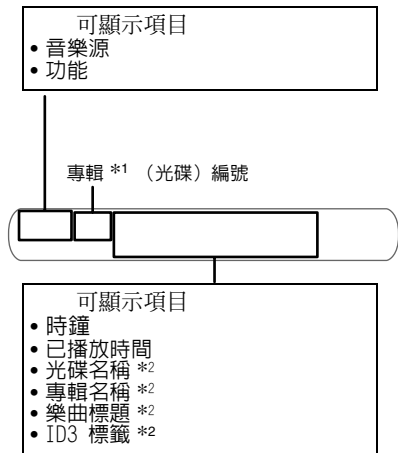 可顯示項目
• 音樂源
• 功能
專輯 *1 （光碟）編號
可顯示項目
• 時鐘
• 已播放時間
• 光碟名稱 *2
• 專輯名稱 *2
• 樂曲標題 *2
• ID3 標籤 *2